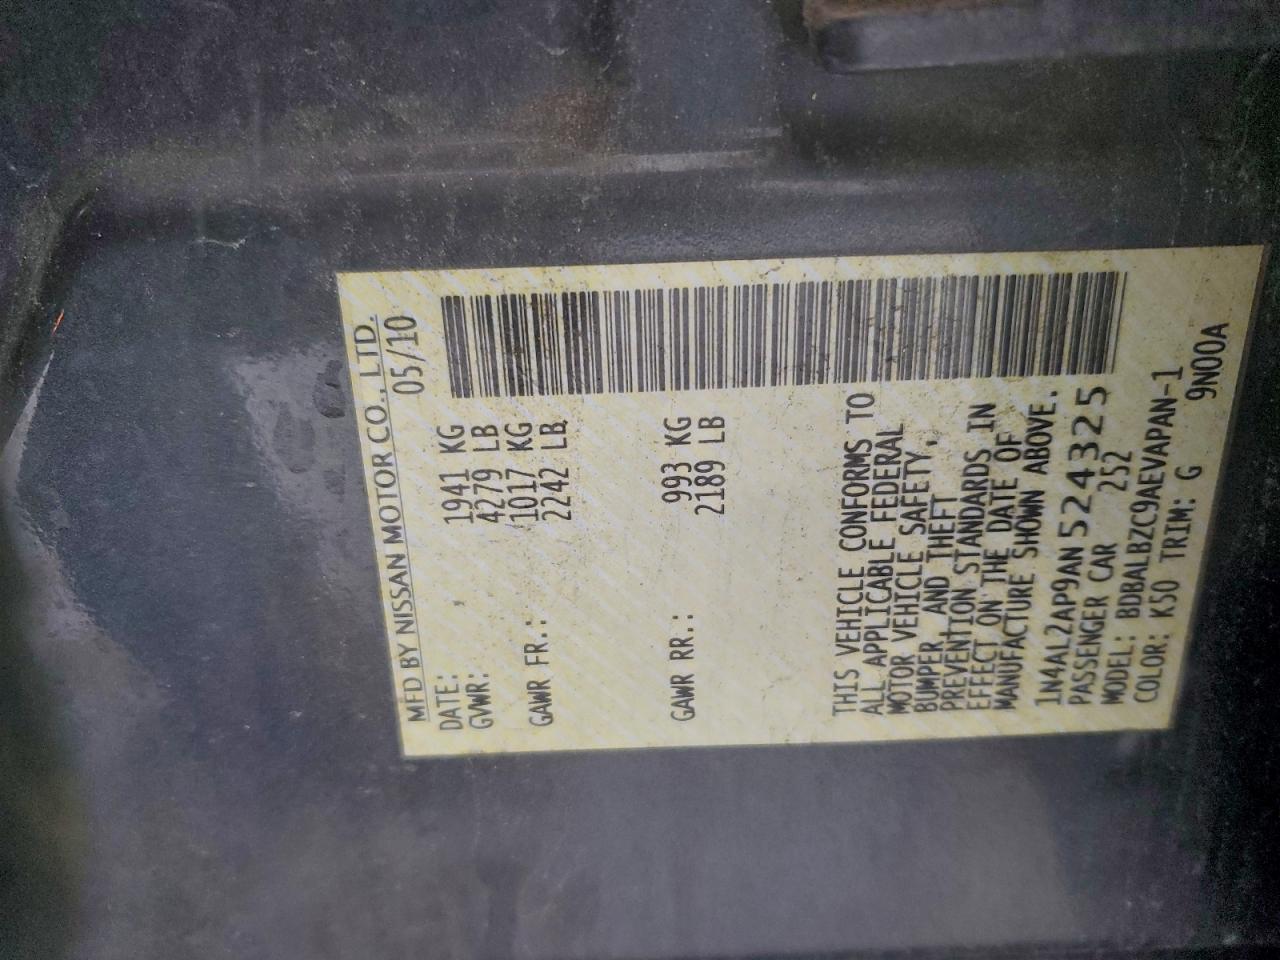 MFD BY NISSAN MOTOR CO., LTD.
DATE: 05/10
GVWR: 1941 KG
4279 LB
GAWR FR.: 1017 KG
2242 LB
GAWR RR.: 993 KG
2189 LB
THIS VEHICLE CONFORMS TO
ALL APPLICABLE FEDERAL
MOTOR VEHICLE SAFETY,
BUMPER AND THEFT
PREVENTION STANDARDS IN
EFFECT ON THE DATE OF
MANUFACTURE SHOWN ABOVE.
1N4AL2AP9AN524325
PASSENGER CAR 252
MODEL: BDBALBZC9AEVAPAN-1
COLOR: K50 TRIM: G 9N00A